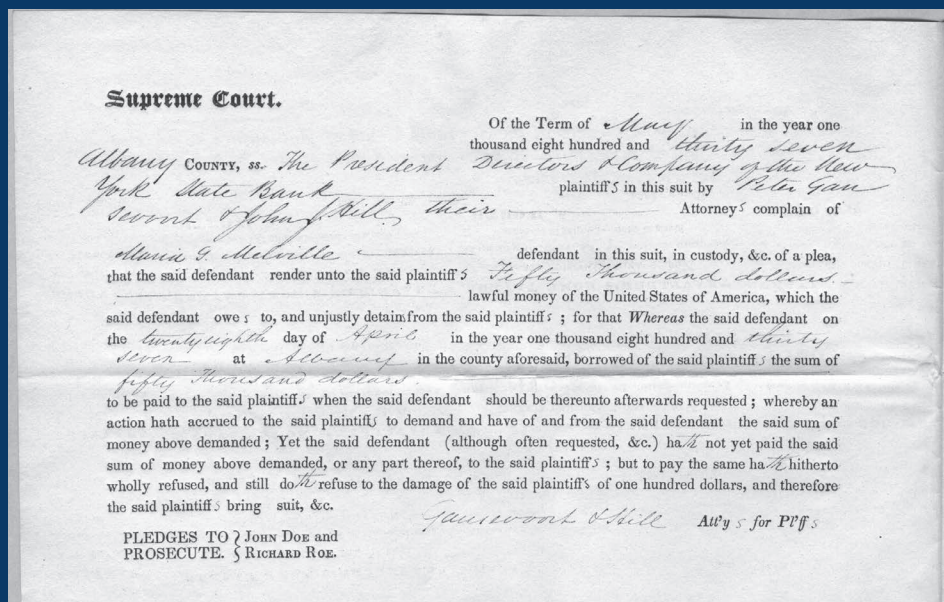 Supreme Court.
Of the Term of May in the year one
thousand eight hundred and thirty seven
Albany County, ss. The President Directors & Company of the New
York State Bank plaintiffs in this suit by Peter Gan
sevoort & John J Hill, their Attorneys complain of
Maria G. Melville defendant in this suit, in custody, &c. of a plea,
that the said defendant render unto the said plaintiffs Fifty Thousand dollars.
lawful money of the United States of America, which the
said defendant owes to, and unjustly detains from the said plaintiffs ; for that Whereas the said defendant on
the twenty eighth day of April in the year one thousand eight hundred and thirty
seven at Albany in the county aforesaid, borrowed of the said plaintiffs the sum of
fifty Thousand dollars.
to be paid to the said plaintiffs when the said defendant should be thereunto afterwards requested ; whereby an
action hath accrued to the said plaintiffs to demand and have of and from the said defendant the said sum of
money above demanded ; Yet the said defendant (although often requested, &c.) hath not yet paid the said
sum of money above demanded, or any part thereof, to the said plaintiffs ; but to pay the same hath hitherto
wholly refused, and still doth refuse to the damage of the said plaintiffs of one hundred dollars, and therefore
the said plaintiffs bring suit, &c.
Gansevoort & Hill Att'ys for Pl'ffs
PLEDGES TO } John Doe and
PROSECUTE. } Richard Roe.